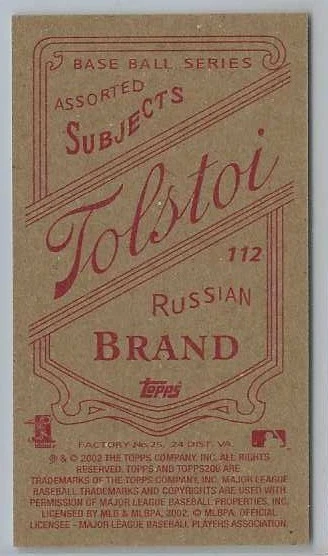 BASE BALL SERIES
ASSORTED
SUBJECTS
Tolstoi
112
RUSSIAN
BRAND
topps
FACTORY No. 25, 24 DIST. VA.
® & © 2002 THE TOPPS COMPANY, INC. ALL RIGHTS
RESERVED. TOPPS AND TOPPS206 ARE
TRADEMARKS OF THE TOPPS COMPANY, INC. MAJOR LEAGUE
BASEBALL TRADEMARKS AND COPYRIGHTS ARE USED WITH
PERMISSION OF MAJOR LEAGUE BASEBALL PROPERTIES, INC.
LICENSED BY MLB & MLBPA, 2002. © MLBPA, OFFICIAL
LICENSEE - MAJOR LEAGUE BASEBALL PLAYERS ASSOCIATION.